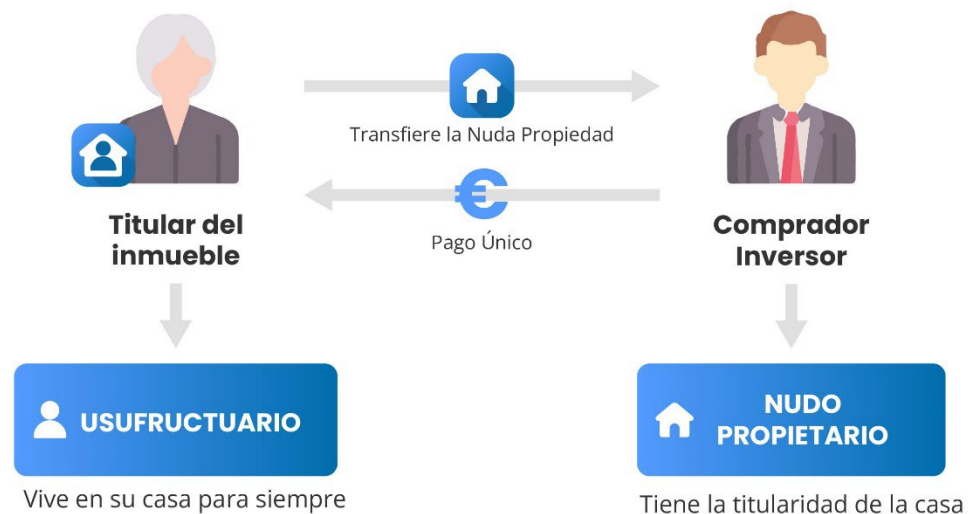 Transfiere la Nuda Propiedad
Pago Único
Titular del
inmueble
Comprador
Inversor
USUFRUCTUARIO
NUDO
PROPIETARIO
Vive en su casa para siempre
Tiene la titularidad de la casa